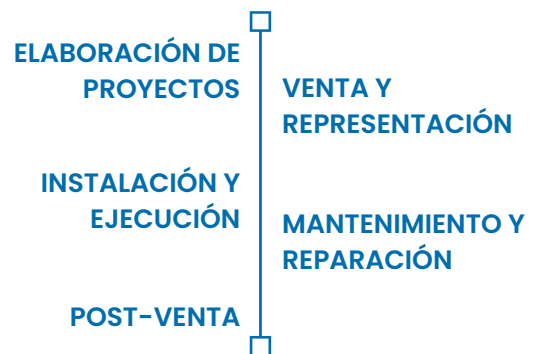 ELABORACIÓN DE
PROYECTOS
VENTA Y
REPRESENTACIÓN
INSTALACIÓN Y
EJECUCIÓN
MANTENIMIENTO Y
REPARACIÓN
POST-VENTA